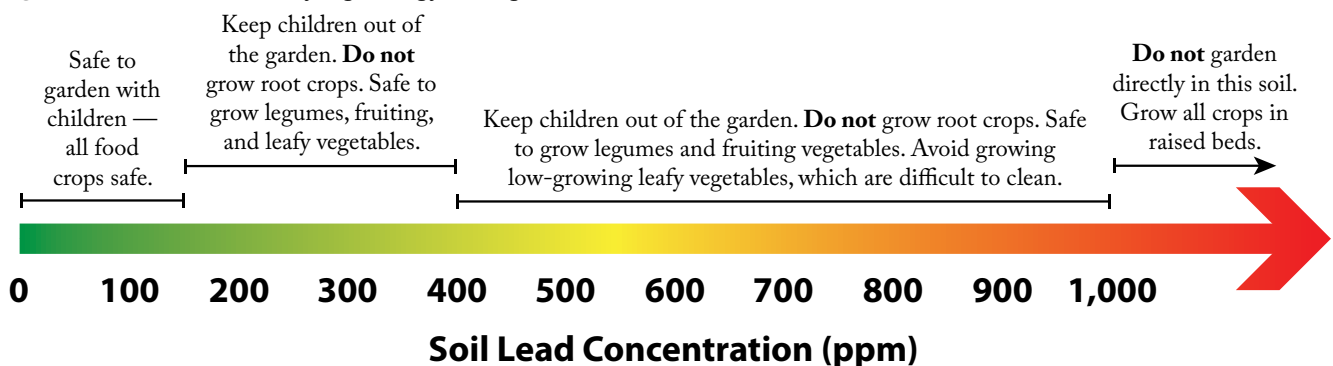 Safe to
garden with
children —
all food
crops safe.
Keep children out of
the garden. Do not
grow root crops. Safe to
grow legumes, fruiting,
and leafy vegetables.
Keep children out of the garden. Do not grow root crops. Safe
to grow legumes and fruiting vegetables. Avoid growing
low-growing leafy vegetables, which are difficult to clean.
Do not garden
directly in this soil.
Grow all crops in
raised beds.
0 100 200 300 400 500 600 700 800 900 1,000
Soil Lead Concentration (ppm)